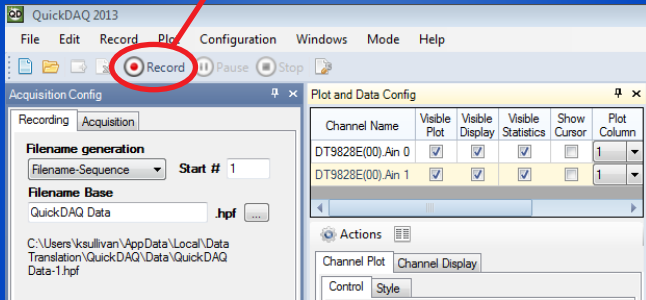 QuickDAQ 2013
File Edit Record Plot Configuration Windows Mode Help
Record Pause Stop
Acquisition Config
Recording Acquisition
Filename generation
Filename-Sequence Start # 1
Filename Base
QuickDAQ Data .hpf ...
C:\Users\ksullivan\AppData\Local\Data
Translation\QuickDAQ\Data\QuickDAQ
Data-1.hpf
Plot and Data Config
Channel Name Visible Plot Visible Display Visible Statistics Show Cursor Plot Column
DT9828E(00).Ain 0 1
DT9828E(00).Ain 1 1
Actions
Channel Plot Channel Display
Control Style